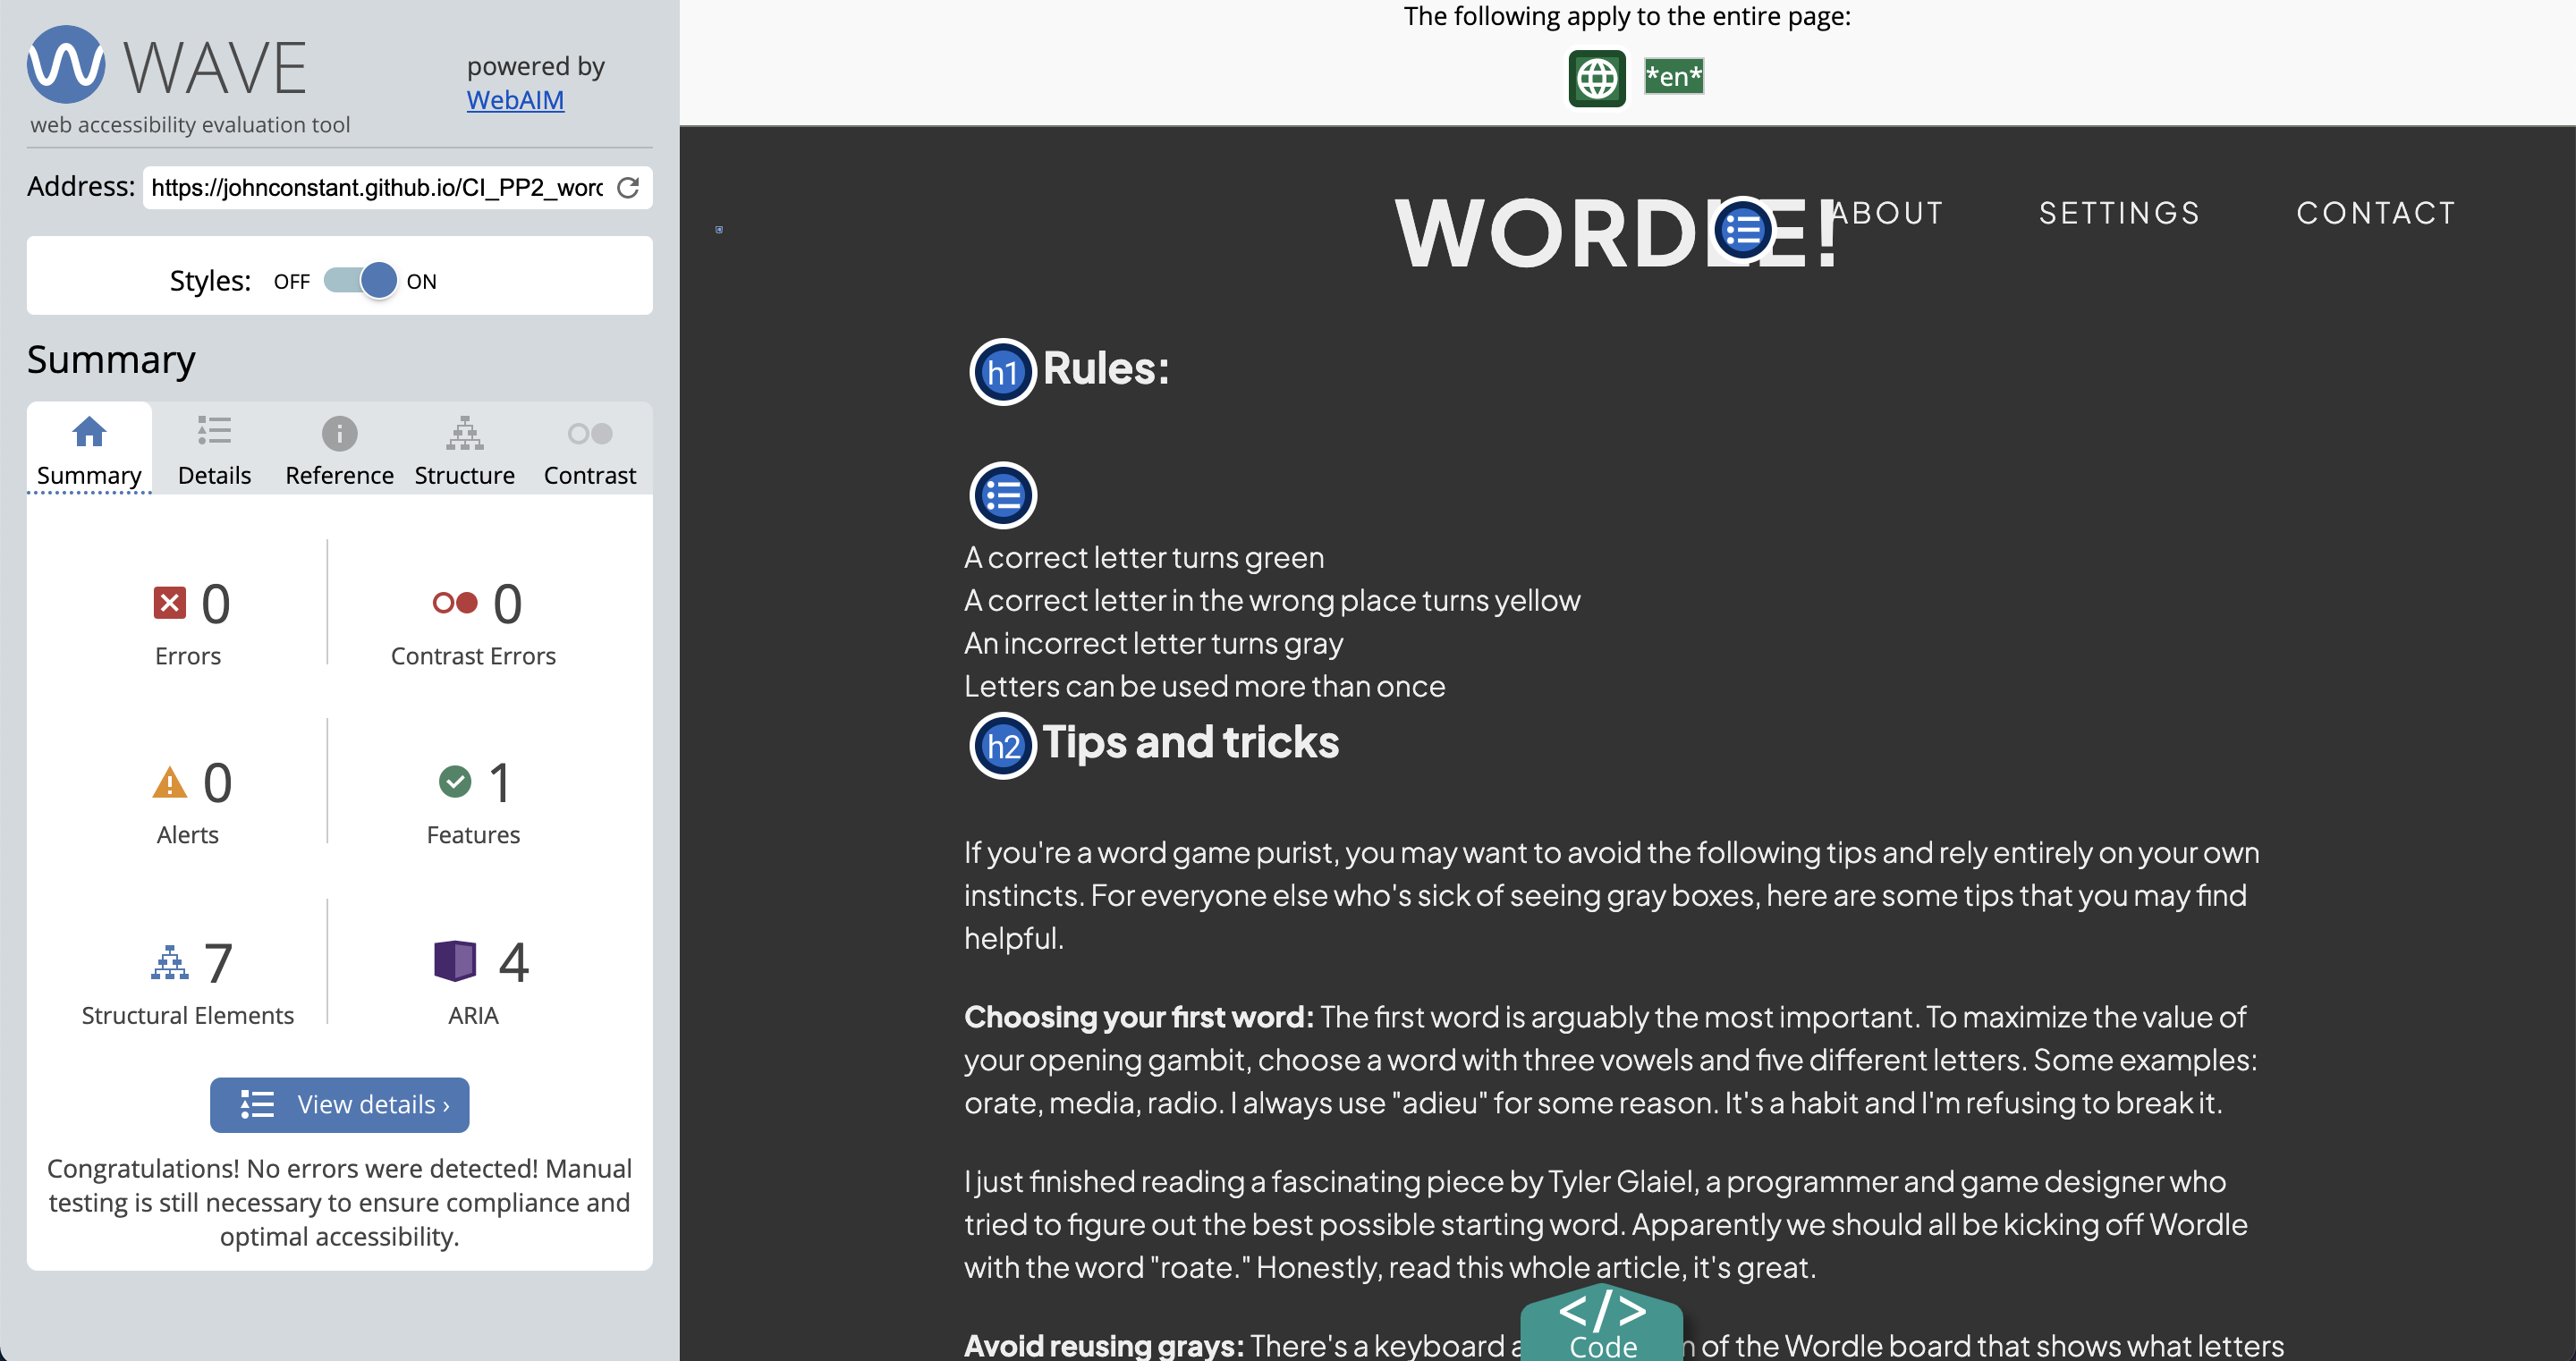 WAVE
powered by
WebAIM
web accessibility evaluation tool
Address: https://johnconstant.github.io/CI_PP2_worc
Styles: OFF ON
Summary
Summary Details Reference Structure Contrast
0 Errors
0 Contrast Errors
0 Alerts
1 Features
7 Structural Elements
4 ARIA
View details ›
Congratulations! No errors were detected! Manual
testing is still necessary to ensure compliance and
optimal accessibility.
The following apply to the entire page:
*en*
WORDLE!
ABOUT SETTINGS CONTACT
h1 Rules:
A correct letter turns green
A correct letter in the wrong place turns yellow
An incorrect letter turns gray
Letters can be used more than once
h2 Tips and tricks
If you're a word game purist, you may want to avoid the following tips and rely entirely on your own
instincts. For everyone else who's sick of seeing gray boxes, here are some tips that you may find
helpful.
Choosing your first word: The first word is arguably the most important. To maximize the value of
your opening gambit, choose a word with three vowels and five different letters. Some examples:
orate, media, radio. I always use "adieu" for some reason. It's a habit and I'm refusing to break it.
I just finished reading a fascinating piece by Tyler Glaiel, a programmer and game designer who
tried to figure out the best possible starting word. Apparently we should all be kicking off Wordle
with the word "roate." Honestly, read this whole article, it's great.
Avoid reusing grays: There's a keyboard of the Wordle board that shows what letters
</> Code